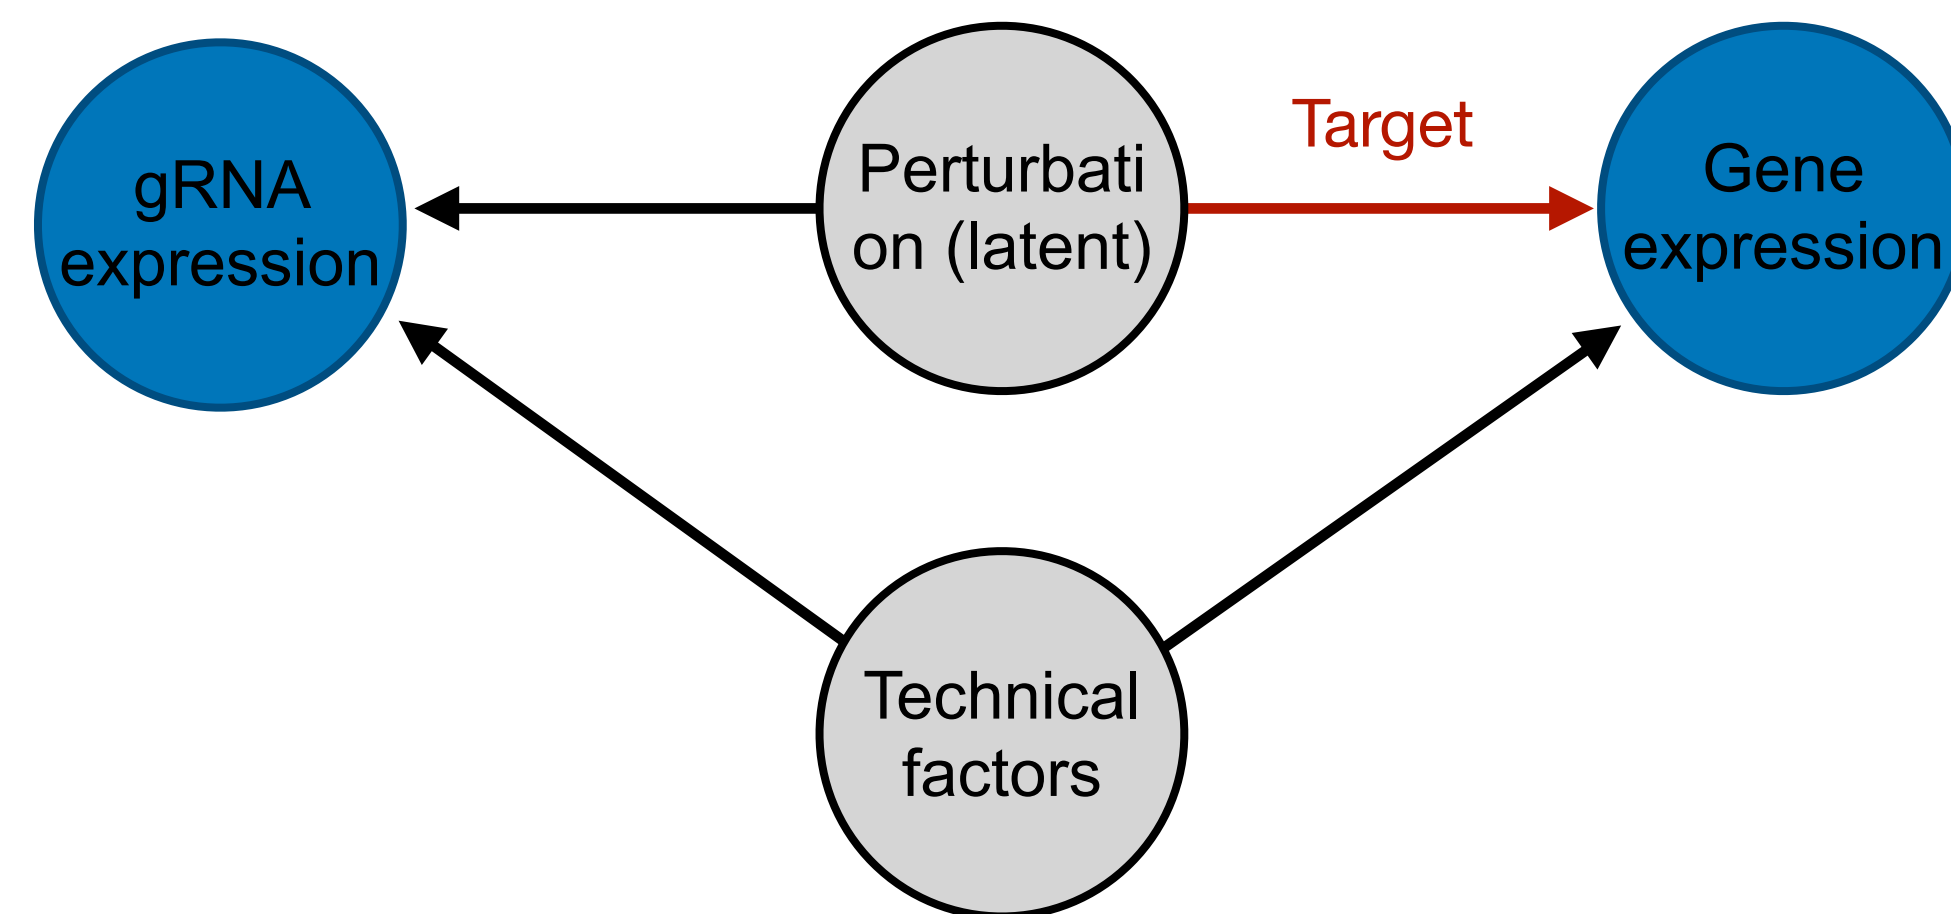 gRNA
expression
Perturbati
on (latent)
Target
Gene
expression
Technical
factors